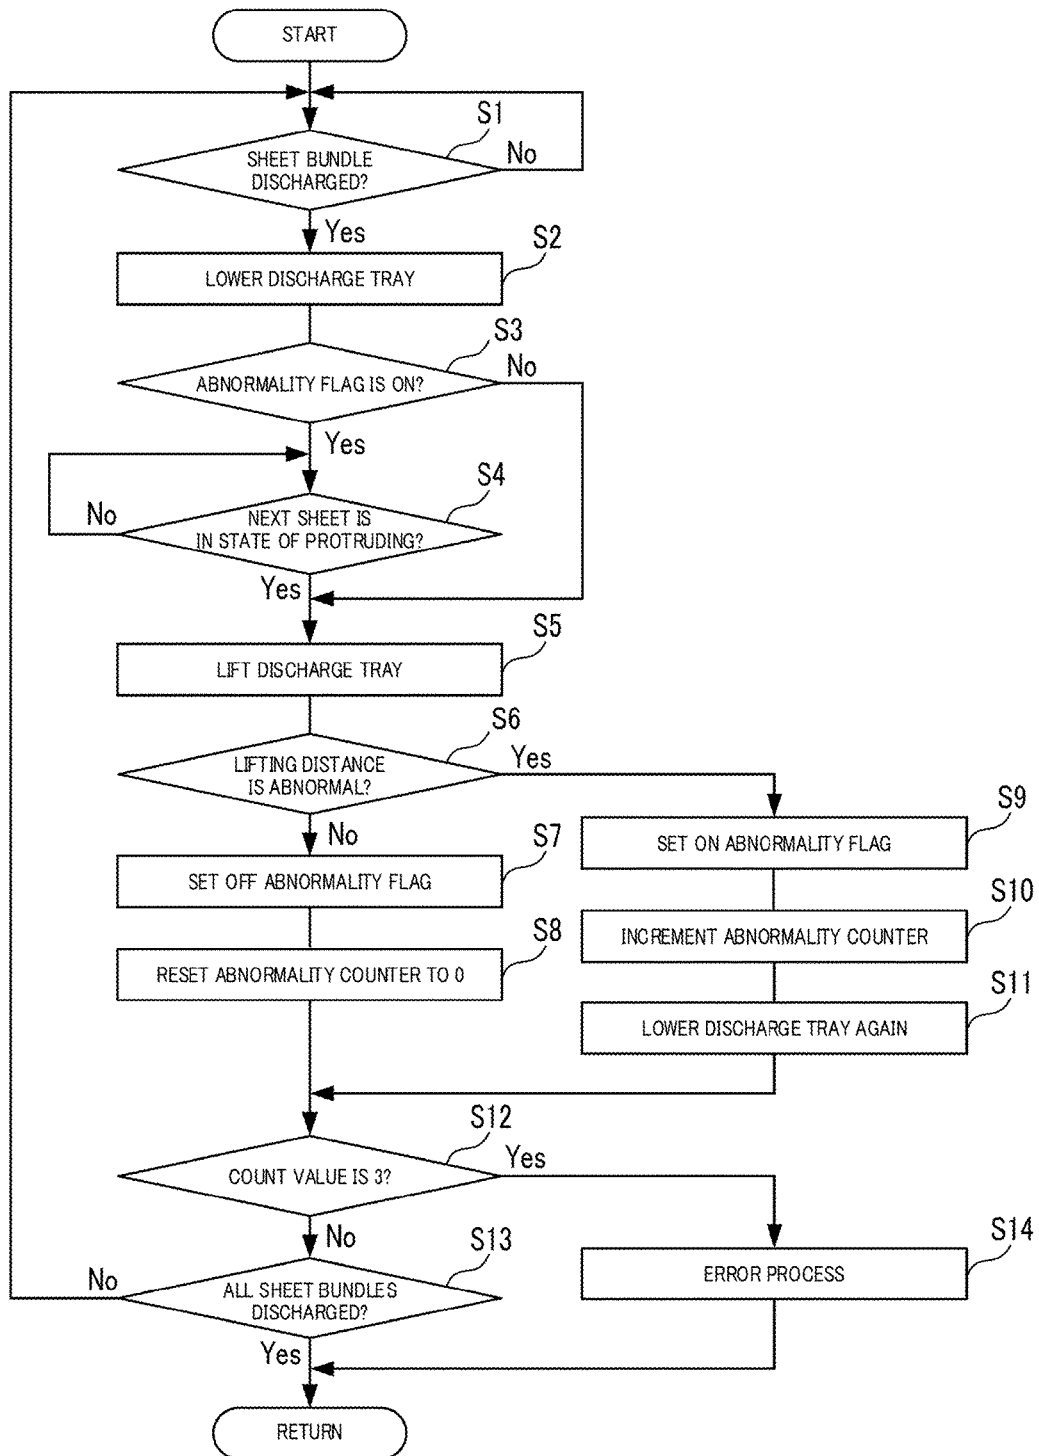 START
S1
SHEET BUNDLE
DISCHARGED?
No
Yes
S2
LOWER DISCHARGE TRAY
S3
ABNORMALITY FLAG IS ON?
No
Yes
S4
NEXT SHEET IS
IN STATE OF PROTRUDING?
No
Yes
S5
LIFT DISCHARGE TRAY
S6
LIFTING DISTANCE
IS ABNORMAL?
Yes
No
S7
SET OFF ABNORMALITY FLAG
S8
RESET ABNORMALITY COUNTER TO 0
S9
SET ON ABNORMALITY FLAG
S10
INCREMENT ABNORMALITY COUNTER
S11
LOWER DISCHARGE TRAY AGAIN
S12
COUNT VALUE IS 3?
Yes
No
S13
ALL SHEET BUNDLES
DISCHARGED?
No
Yes
S14
ERROR PROCESS
RETURN